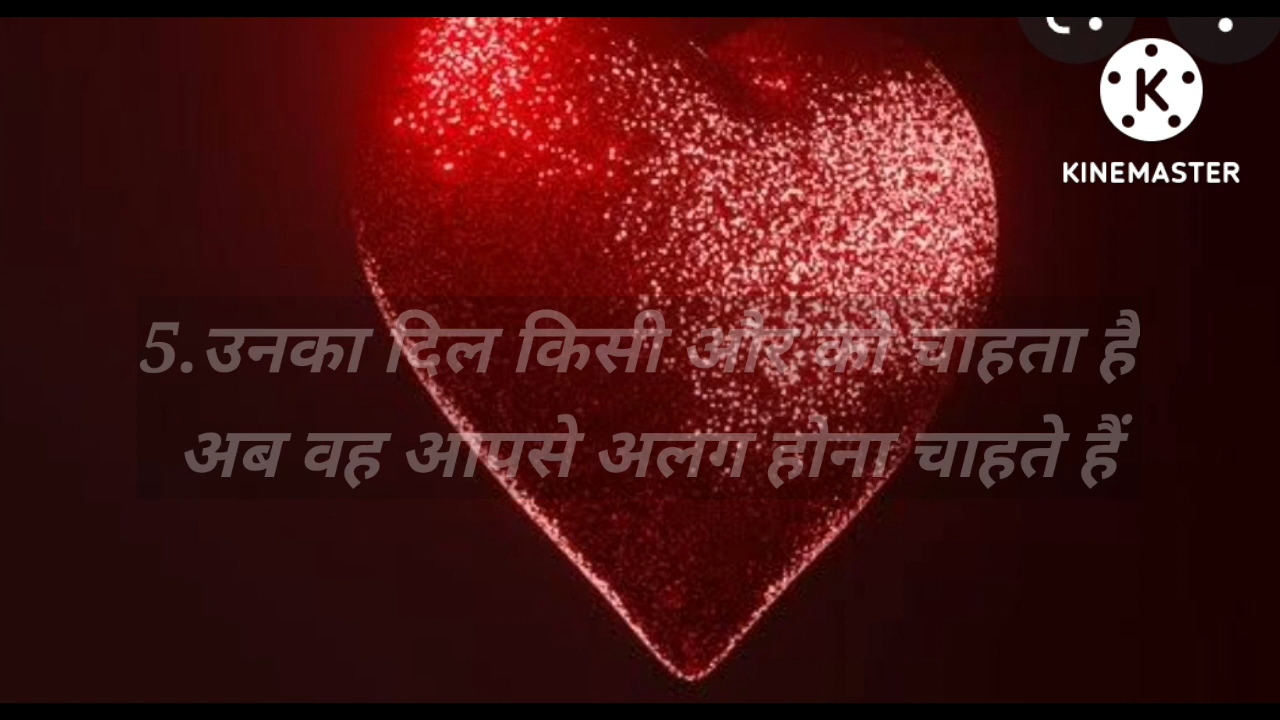 KINEMASTER
5.उनका दिल किसी और को चाहता है
अब वह आपसे अलग होना चाहते हैं